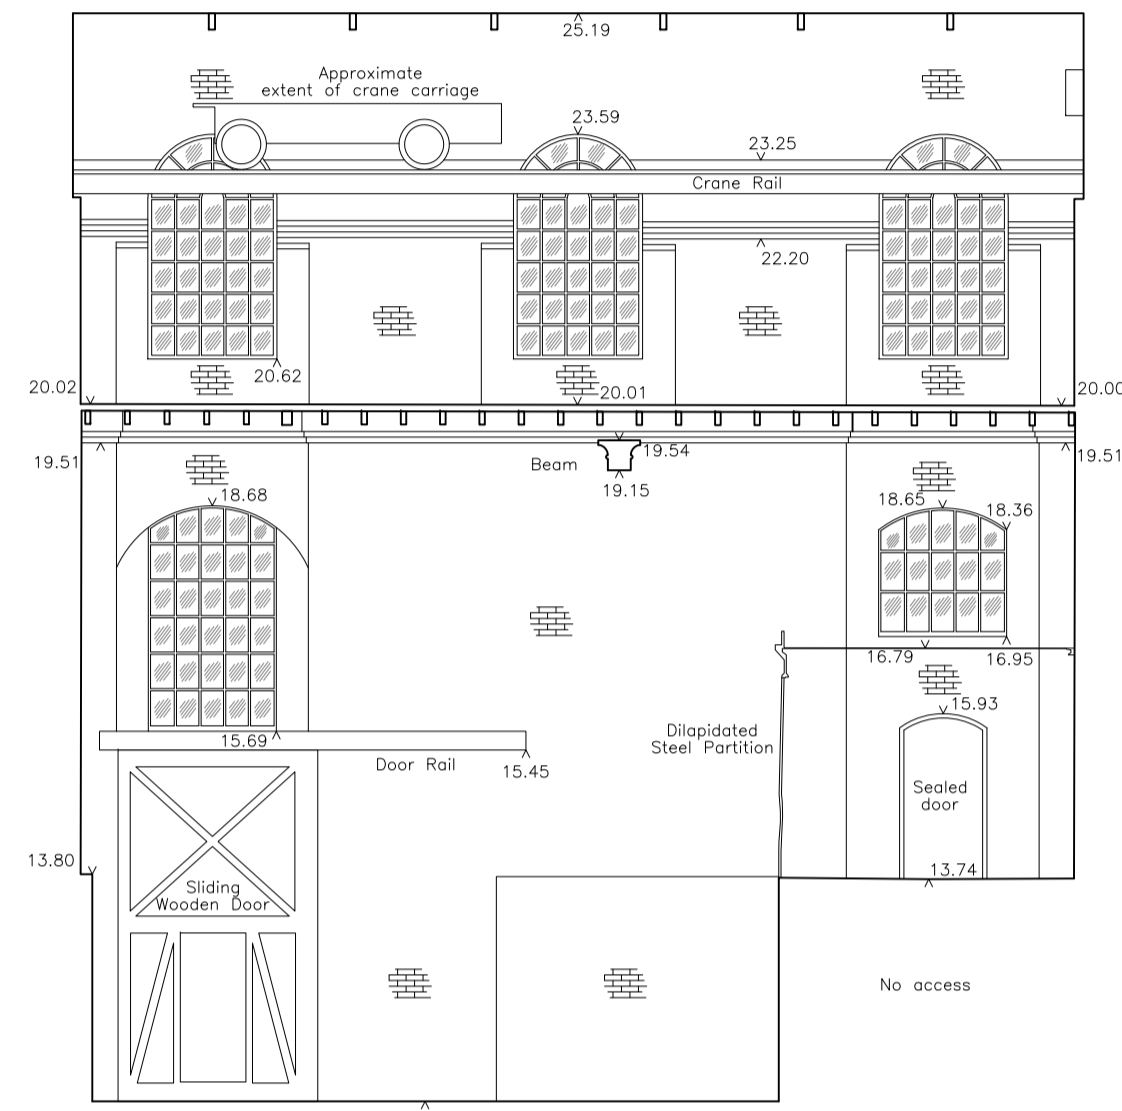 25.19
Approximate
extent of crane carriage
23.59
23.25
Crane Rail
22.20
20.62
20.02
20.01
20.00
19.51
19.54
19.51
Beam
19.15
18.68
18.65
18.36
16.79
16.95
15.93
Dilapidated
Steel Partition
15.69
Door Rail
15.45
Sealed
door
13.80
13.74
Sliding
Wooden Door
No access